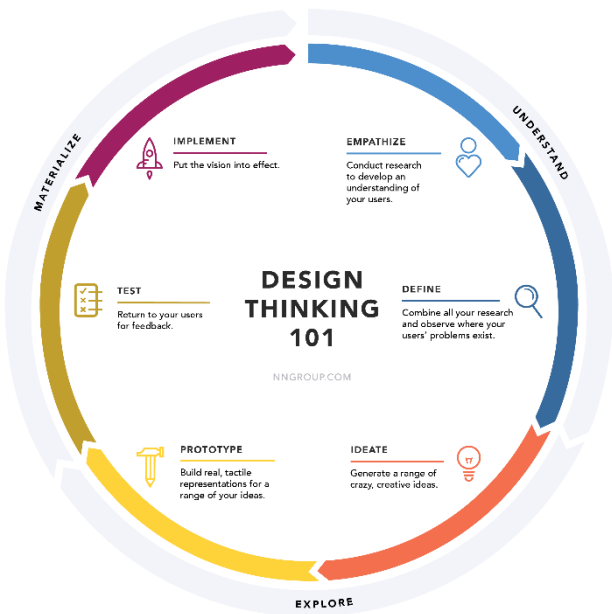 UNDERSTAND
EMPATHIZE
Conduct research
to develop an
understanding of
your users.
DEFINE
Combine all your research
and observe where your
users' problems exist.
EXPLORE
IDEATE
Generate a range of
crazy, creative ideas.
PROTOTYPE
Build real, tactile
representations for a
range of your ideas.
MATERIALIZE
TEST
Return to your users
for feedback.
IMPLEMENT
Put the vision into effect.
DESIGN
THINKING
101
NNGROUP.COM